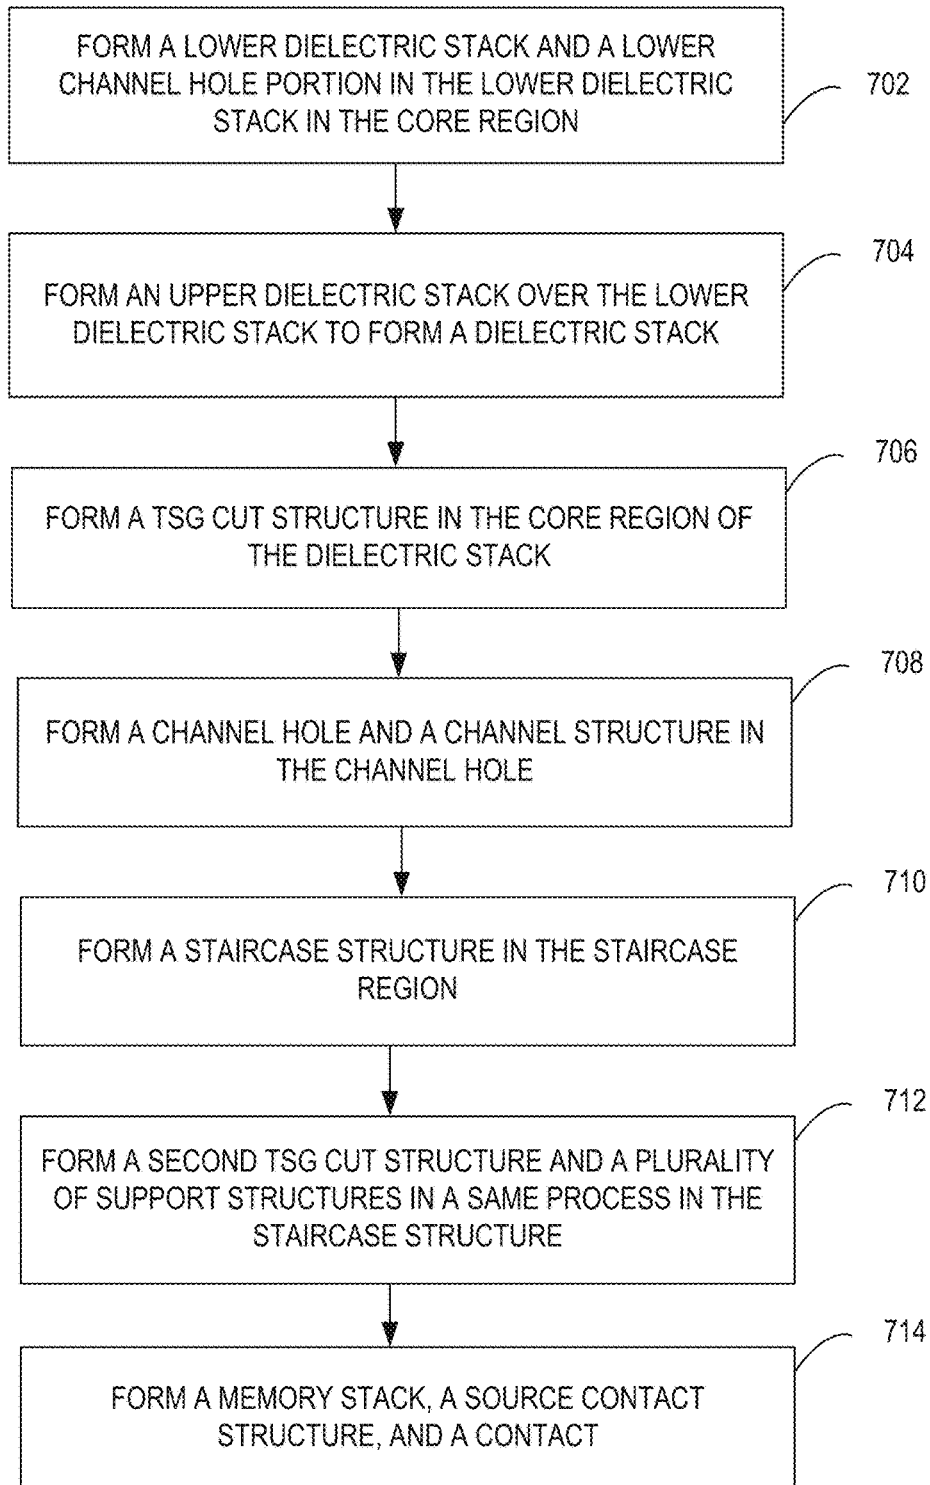 FORM A LOWER DIELECTRIC STACK AND A LOWER
CHANNEL HOLE PORTION IN THE LOWER DIELECTRIC
STACK IN THE CORE REGION
702
FORM AN UPPER DIELECTRIC STACK OVER THE LOWER
DIELECTRIC STACK TO FORM A DIELECTRIC STACK
704
FORM A TSG CUT STRUCTURE IN THE CORE REGION OF
THE DIELECTRIC STACK
706
FORM A CHANNEL HOLE AND A CHANNEL STRUCTURE IN
THE CHANNEL HOLE
708
FORM A STAIRCASE STRUCTURE IN THE STAIRCASE
REGION
710
FORM A SECOND TSG CUT STRUCTURE AND A PLURALITY
OF SUPPORT STRUCTURES IN A SAME PROCESS IN THE
STAIRCASE STRUCTURE
712
FORM A MEMORY STACK, A SOURCE CONTACT
STRUCTURE, AND A CONTACT
714